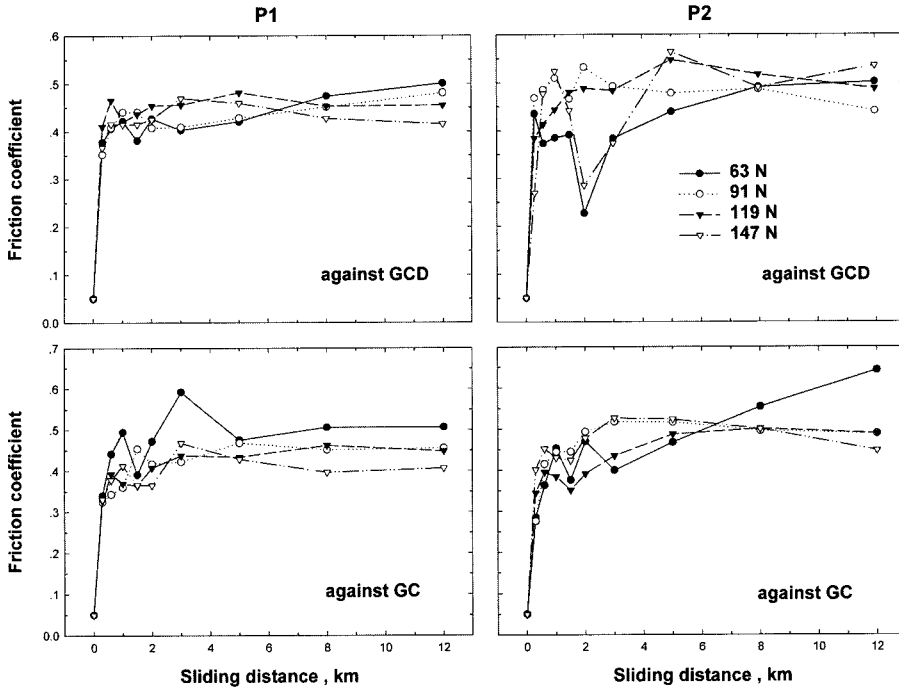 P1
P2
Friction coefficient
.6
.5
.4
.3
.2
.1
0.0
against GCD
63 N
91 N
119 N
147 N
against GCD
Friction coefficient
.7
.6
.5
.4
.3
.2
.1
0.0
against GC
against GC
0 2 4 6 8 10 12
0 2 4 6 8 10 12
Sliding distance , km
Sliding distance , km